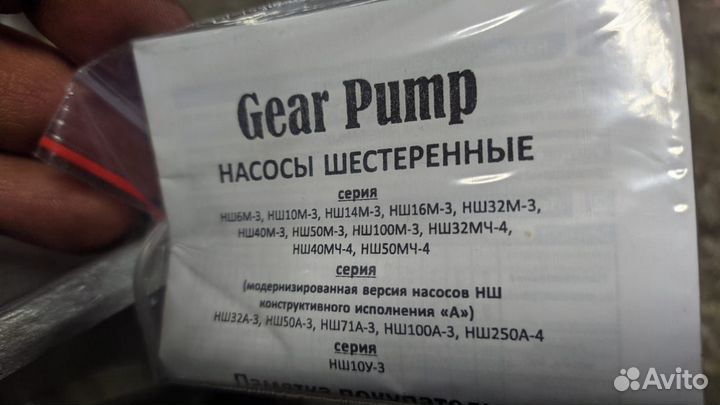 Gear Pump
НАСОСЫ ШЕСТЕРЕННЫЕ
серия
НШ6М-3, НШ10М-3, НШ14М-3, НШ16М-3, НШ32М-3,
НШ40М-3, НШ50М-3, НШ100М-3, НШ32МЧ-4,
НШ40МЧ-4, НШ50МЧ-4
серия
(модернизированная версия насосов НШ
конструктивного исполнения «А»)
НШ32А-3, НШ50А-3, НШ71А-3, НШ100А-3, НШ250А-4
серия
НШ10У-3
Памятка
Avito